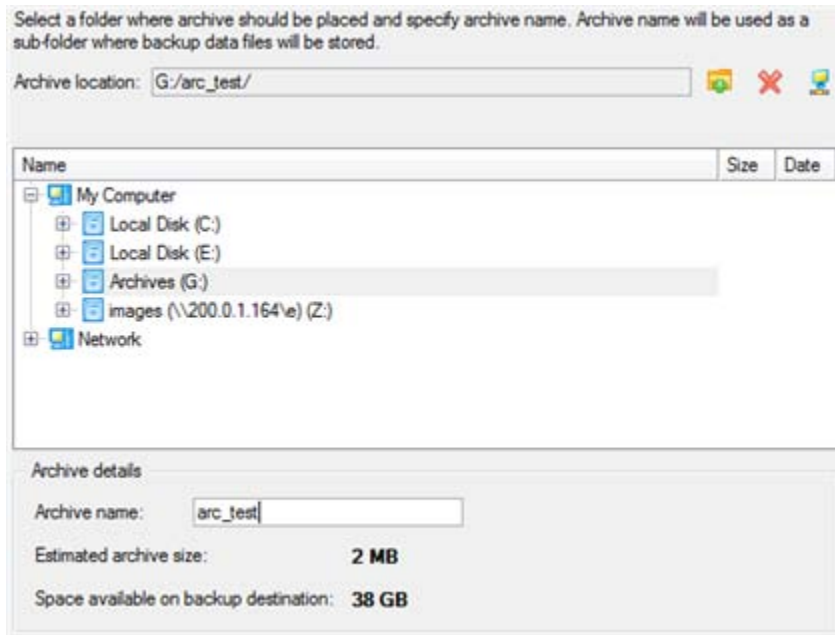 Select a folder where archive should be placed and specify archive name. Archive name will be used as a
sub-folder where backup data files will be stored.
Archive location: G:/arc_test/
Name Size Date
My Computer
Local Disk (C:)
Local Disk (E:)
Archives (G:)
images (\\200.0.1.164\e) (Z:)
Network
Archive details
Archive name: arc_test
Estimated archive size: 2 MB
Space available on backup destination: 38 GB